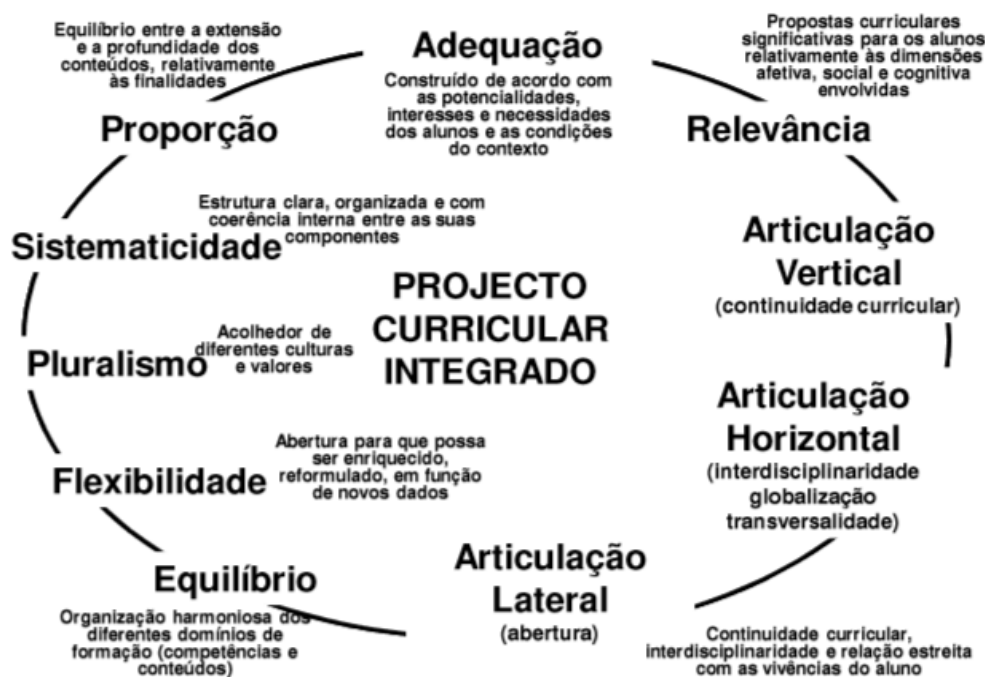 Equilíbrio entre a extensão
e a profundidade dos
conteúdos, relativamente
às finalidades
Proporção
Adequação
Construído de acordo com
as potencialidades,
interesses e necessidades
dos alunos e as condições
do contexto
Propostas curriculares
significativas para os alunos
relativamente às dimensões
afetiva, social e cognitiva
envolvidas
Relevância
Sistematicidade
Estrutura clara, organizada e com
coerência interna entre as suas
componentes
Articulação
Vertical
(continuidade curricular)
PROJECTO
CURRICULAR
INTEGRADO
Pluralismo
Acolhedor de
diferentes culturas
e valores
Articulação
Horizontal
(interdisciplinaridade
globalização
transversalidade)
Flexibilidade
Abertura para que possa
ser enriquecido,
reformulado, em função
de novos dados
Equilíbrio
Organização harmoniosa dos
diferentes domínios de
formação (competências e
conteúdos)
Articulação
Lateral
(abertura)
Continuidade curricular,
interdisciplinaridade e relação estreita
com as vivências do aluno